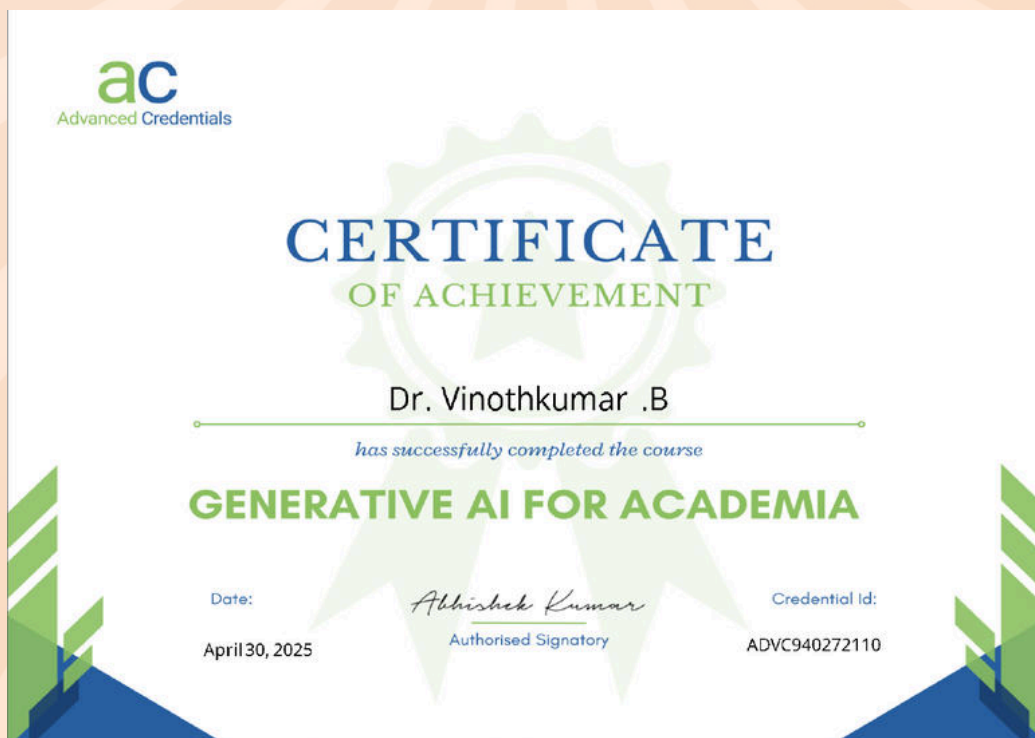 ac
Advanced Credentials
CERTIFICATE
OF ACHIEVEMENT
Dr. Vinothkumar .B
has successfully completed the course
GENERATIVE AI FOR ACADEMIA
Date:
April 30, 2025
Abhishek Kumar
Authorised Signatory
Credential Id:
ADVC940272110